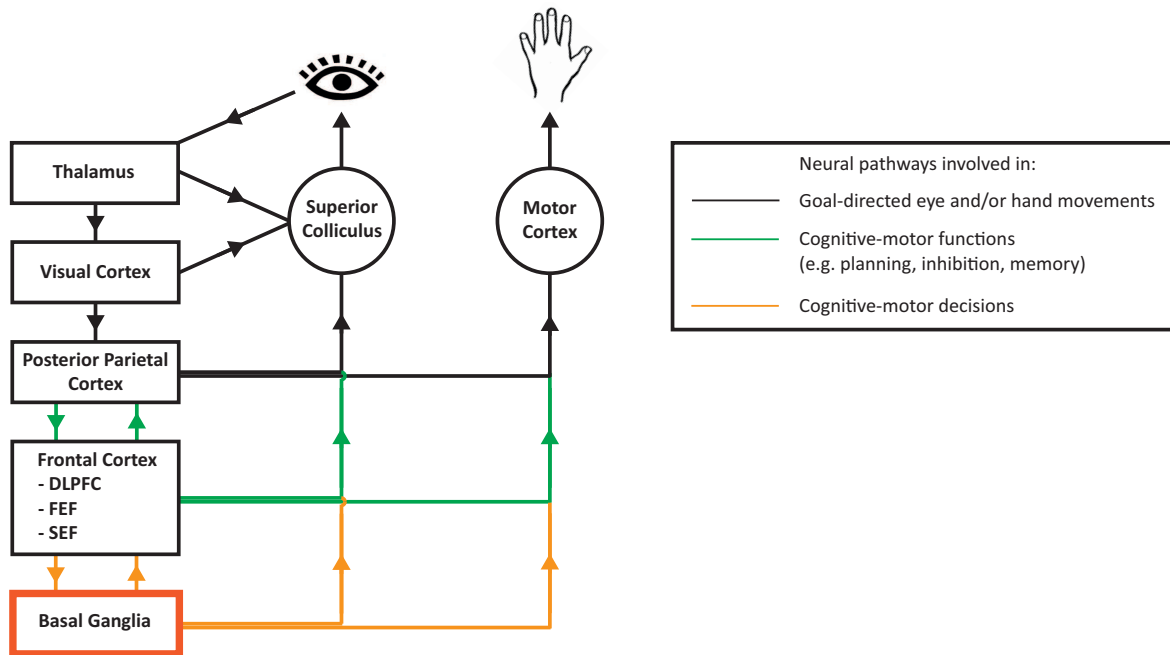 Thalamus
Visual Cortex
Posterior Parietal
Cortex
Frontal Cortex
- DLPFC
- FEF
- SEF
Basal Ganglia
Superior
Colliculus
Motor
Cortex
Neural pathways involved in:
Goal-directed eye and/or hand movements
Cognitive-motor functions
(e.g. planning, inhibition, memory)
Cognitive-motor decisions